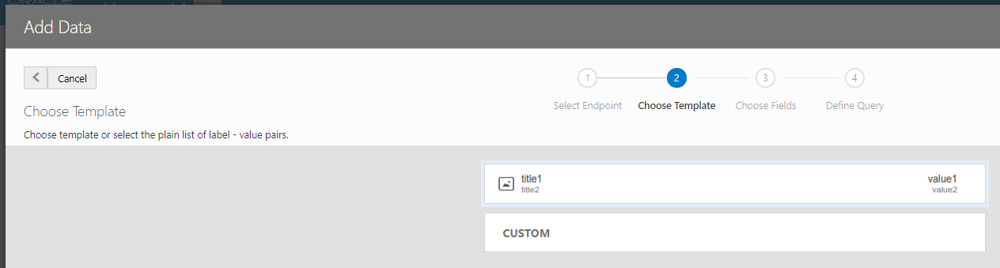 ORACLE
Add Data
Cancel
1 2 3 4
Select Endpoint Choose Template Choose Fields Define Query
Choose Template
Choose template or select the plain list of label - value pairs.
title1 value1
title2 value2
CUSTOM